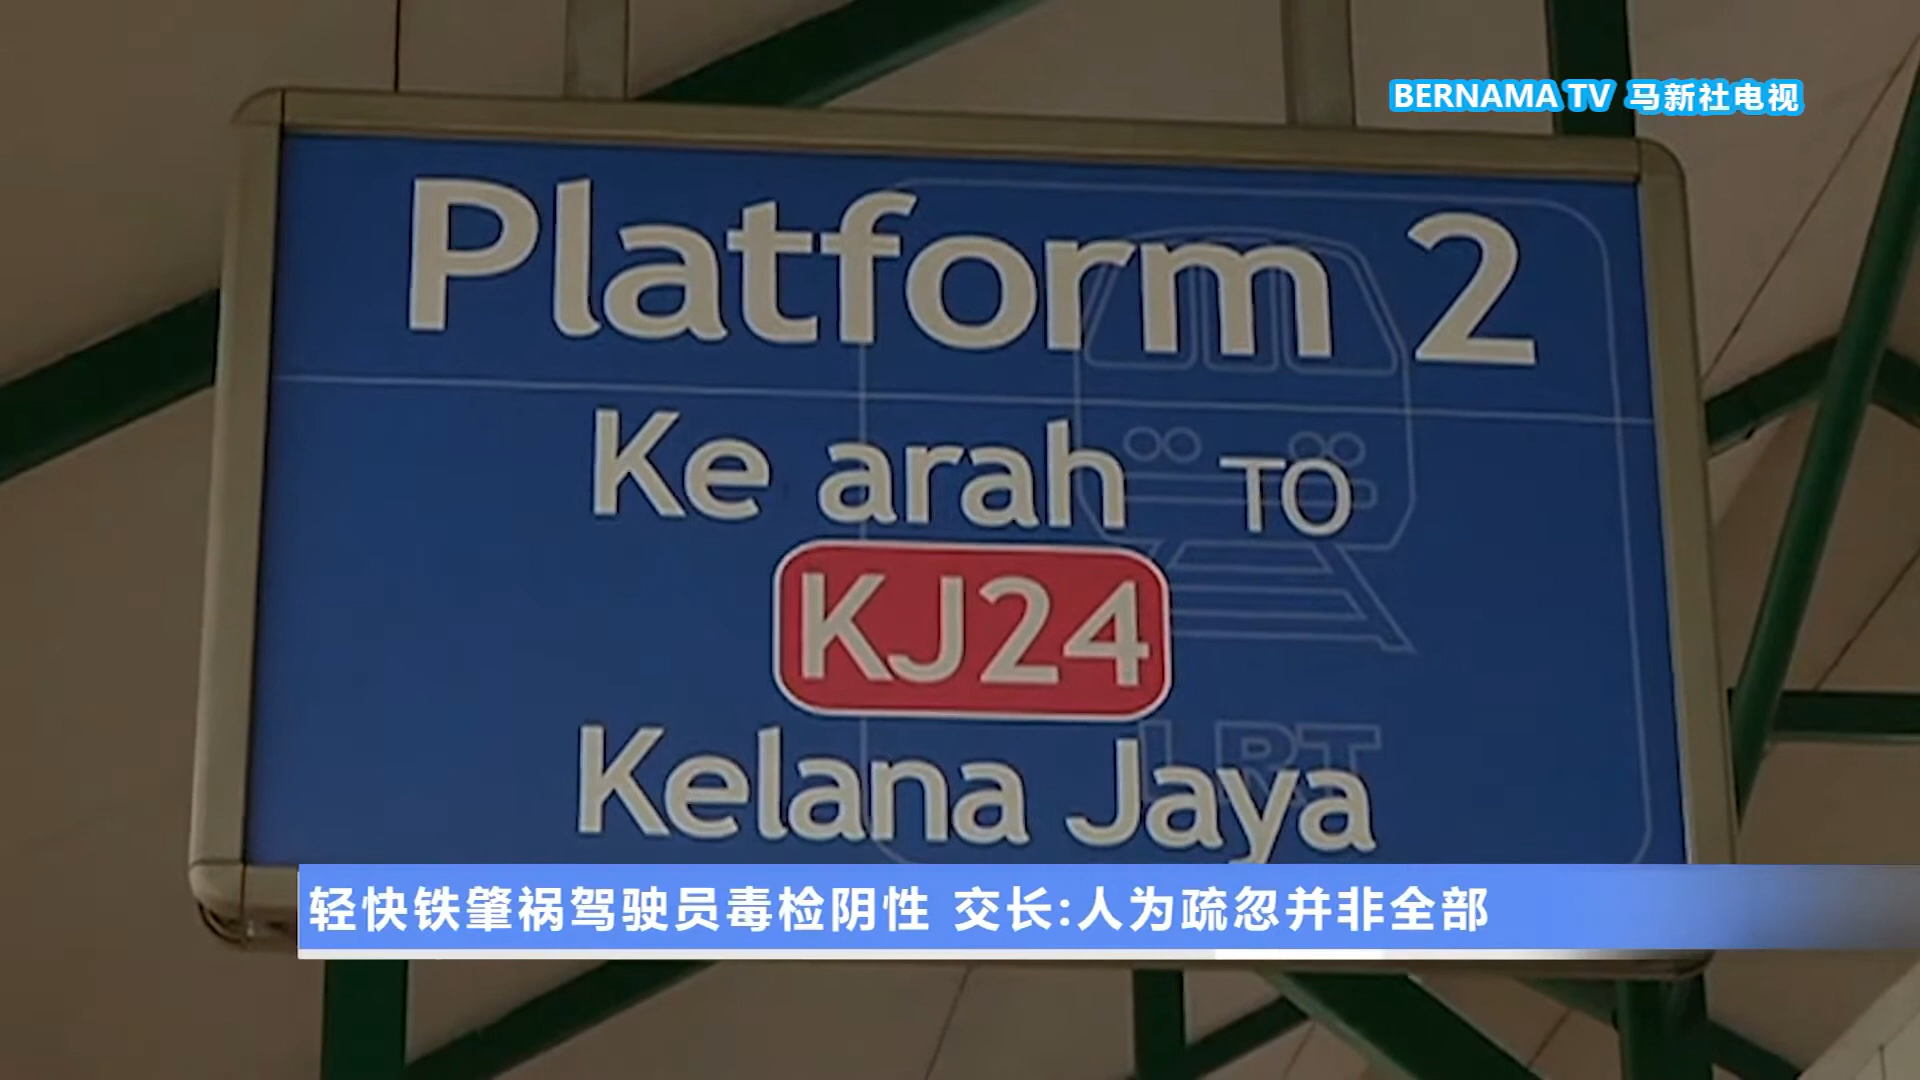 BERNAMA TV 马新社电视
Platform 2
Ke arah TO
KJ24
LRT
Kelana Jaya
轻快铁肇祸驾驶员毒检阴性 交长:人为疏忽并非全部